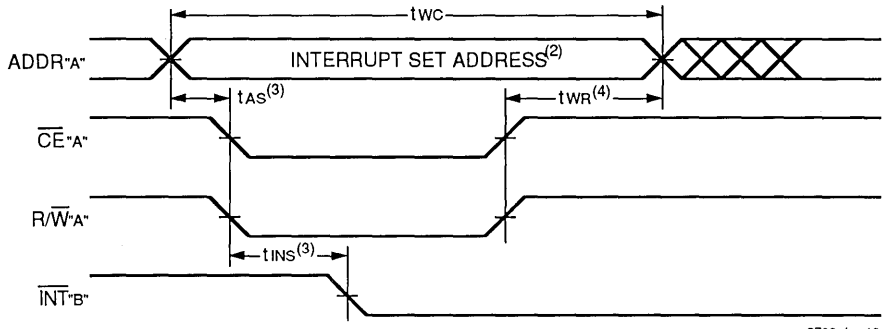 tWC
ADDR"A"
INTERRUPT SET ADDRESS(2)
tAS(3)
tWR(4)
CE"A"
R/W"A"
tINS(3)
INT"B"